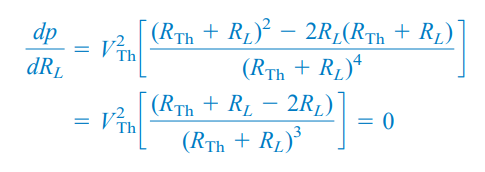 dp/dR_L = V_Th^2 [ ((R_Th + R_L)^2 − 2R_L(R_Th + R_L)) / (R_Th + R_L)^4 ]
= V_Th^2 [ (R_Th + R_L − 2R_L) / (R_Th + R_L)^3 ] = 0